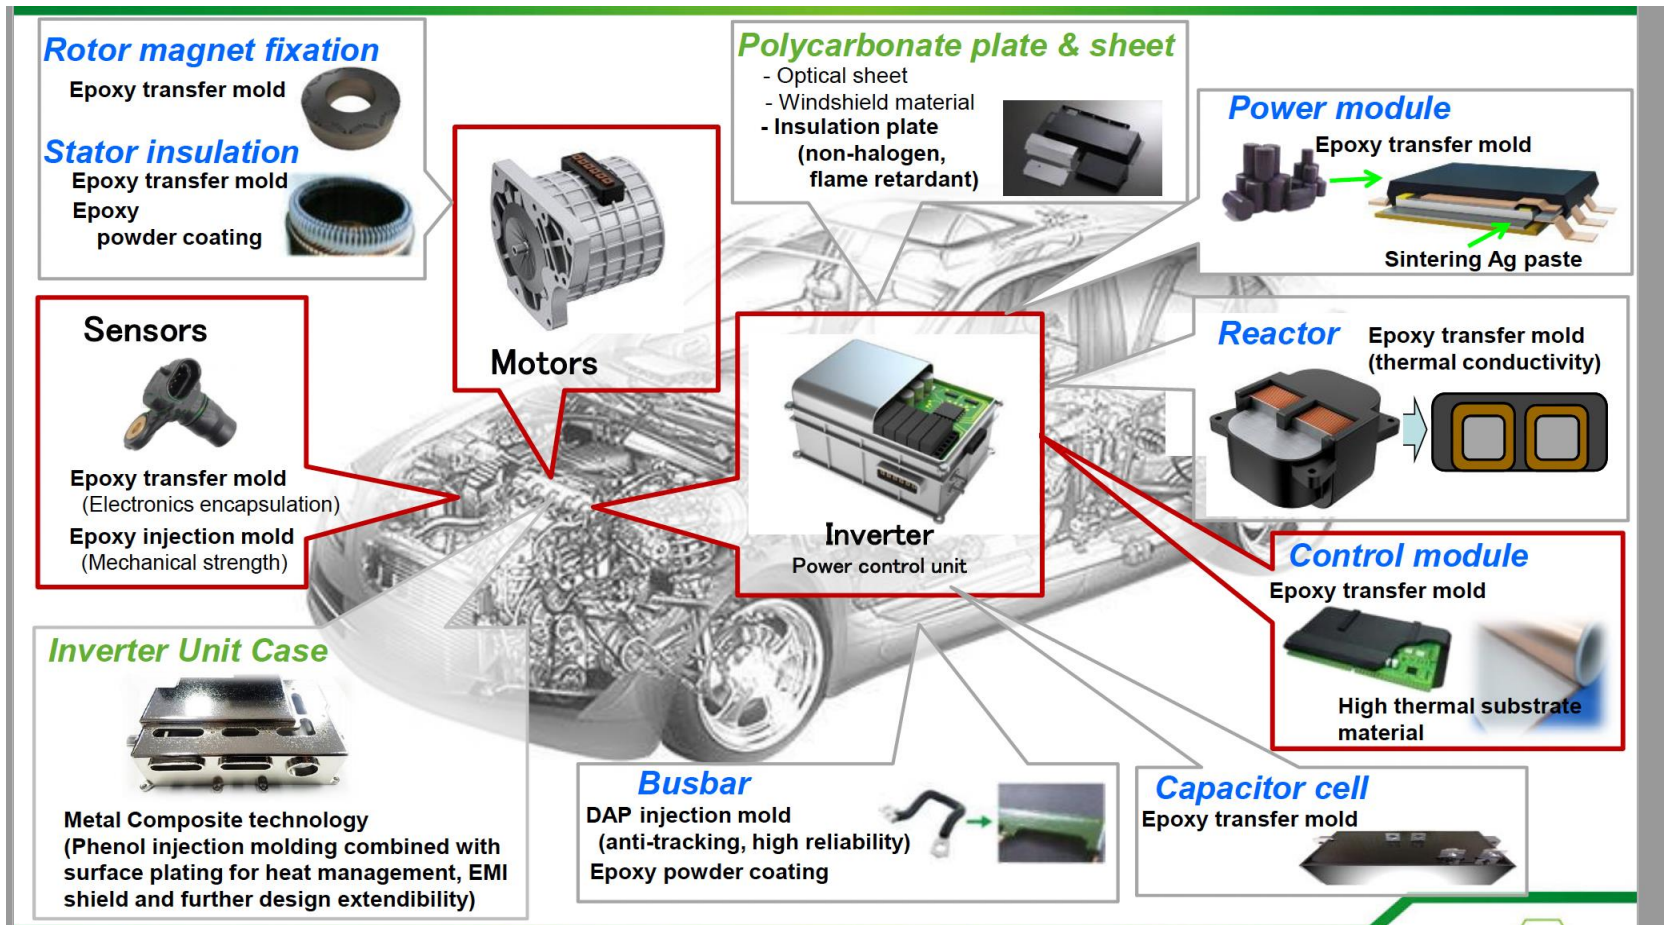 Rotor magnet fixation
Epoxy transfer mold
Stator insulation
Epoxy transfer mold
Epoxy
powder coating
Motors
Polycarbonate plate & sheet
- Optical sheet
- Windshield material
- Insulation plate
(non-halogen,
flame retardant)
Power module
Epoxy transfer mold
Sintering Ag paste
Sensors
Epoxy transfer mold
(Electronics encapsulation)
Epoxy injection mold
(Mechanical strength)
Inverter
Power control unit
Reactor
Epoxy transfer mold
(thermal conductivity)
Control module
Epoxy transfer mold
High thermal substrate
material
Inverter Unit Case
Metal Composite technology
(Phenol injection molding combined with
surface plating for heat management, EMI
shield and further design extendibility)
Busbar
DAP injection mold
(anti-tracking, high reliability)
Epoxy powder coating
Capacitor cell
Epoxy transfer mold